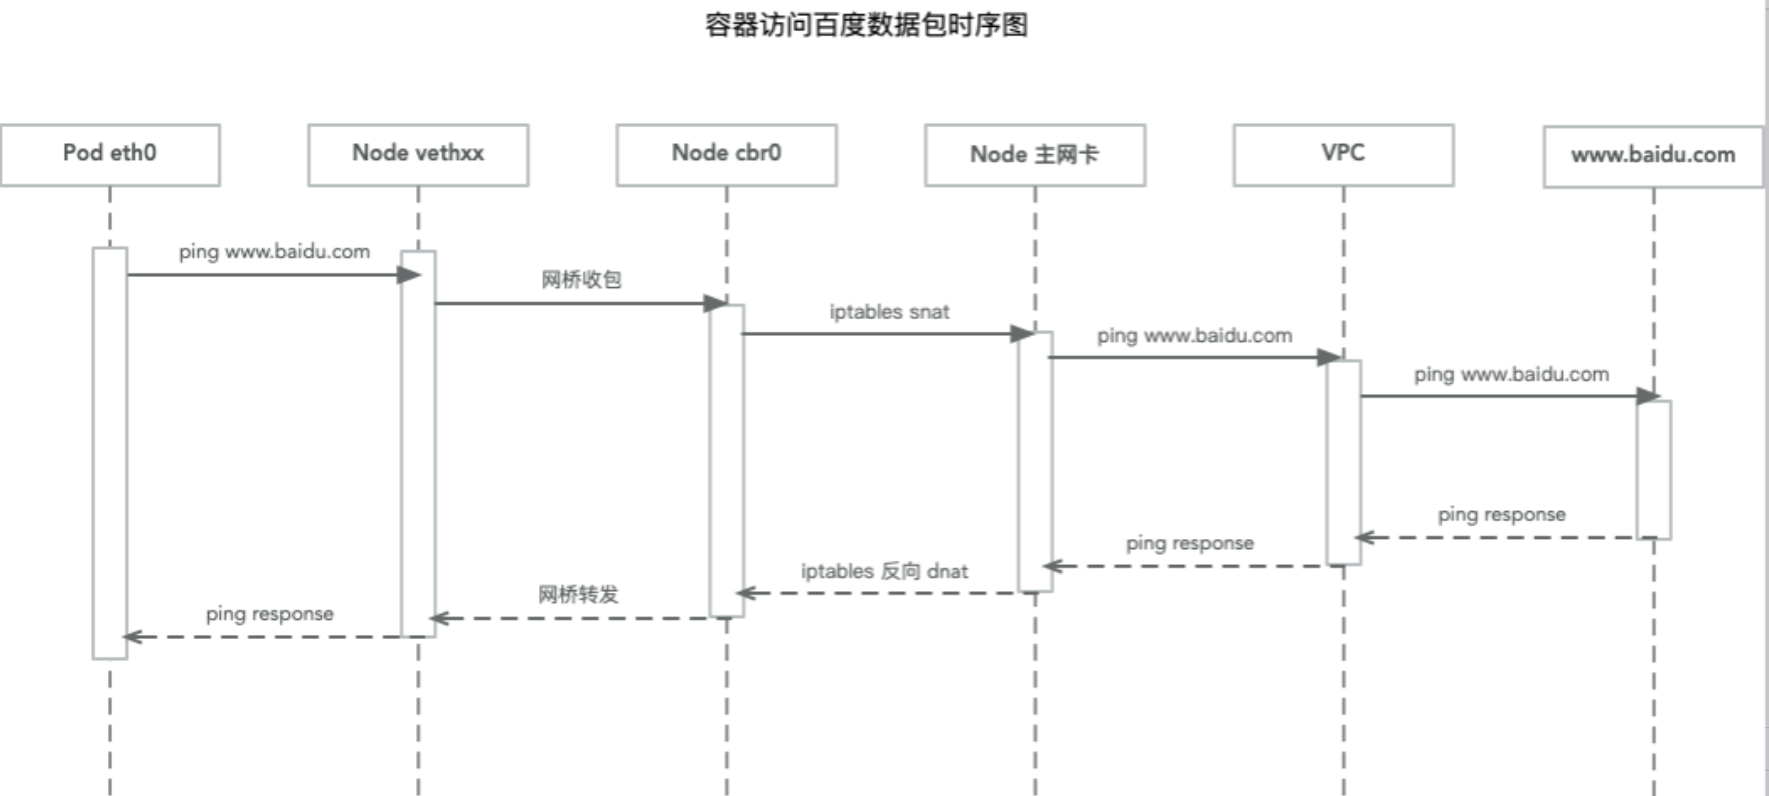 容器访问百度数据包时序图
Pod eth0
Node vethxx
Node cbr0
Node 主网卡
VPC
www.baidu.com
ping www.baidu.com
网桥收包
iptables snat
ping www.baidu.com
ping www.baidu.com
ping response
ping response
iptables 反向 dnat
网桥转发
ping response